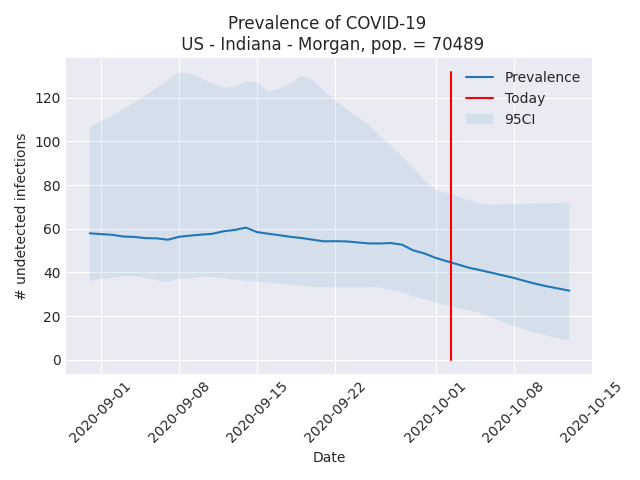 Prevalence of COVID-19
US - Indiana - Morgan, pop. = 70489
Prevalence
Today
95CI
# undetected infections
120
100
80
60
40
20
0
2020-09-01
2020-09-08
2020-09-15
2020-09-22
2020-10-01
2020-10-08
2020-10-15
Date